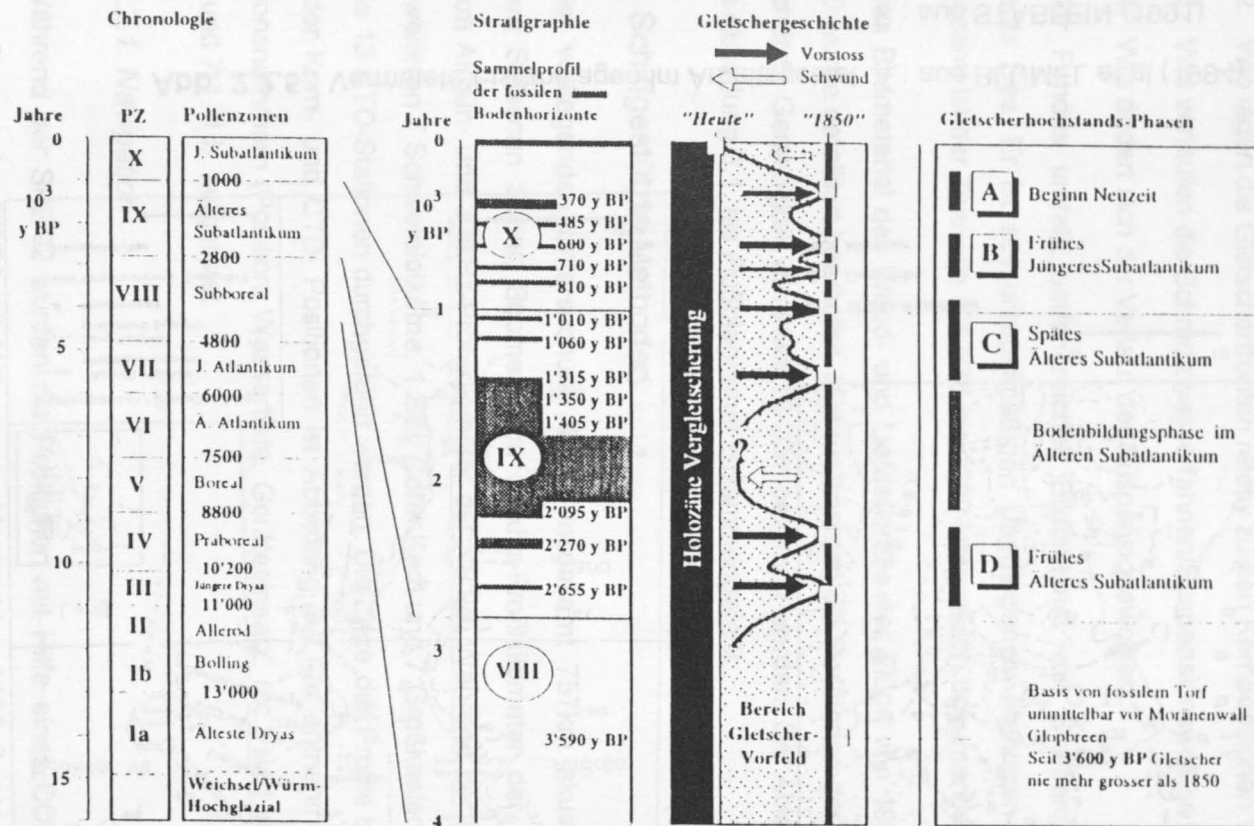 Chronologie
Jahre
PZ
Pollenzonen
0
10³
y BP
5
10
15
X
J. Subatlantikum
1000
IX
Älteres
Subatlantikum
2800
VIII
Subboreal
4800
VII
J. Atlantikum
6000
VI
A. Atlantikum
7500
V
Boreal
8800
IV
Praboreal
10'200
III
Jüngere Dryas
11'000
II
Allerod
Ib
Bolling
13'000
Ia
Älteste Dryas
Weichsel/Würm-
Hochglazial
Stratigraphie
Sammelprofil
der fossilen
Bodenhorizonte
Jahre
0
10³
y BP
1
2
3
4
370 y BP
485 y BP
X
600 y BP
710 y BP
810 y BP
1'010 y BP
1'060 y BP
1'315 y BP
1'350 y BP
1'405 y BP
IX
2'095 y BP
2'270 y BP
2'655 y BP
VIII
3'590 y BP
Gletschergeschichte
Vorstoss
Schwund
"Heute"
"1850"
Holozäne Vergletscherung
?
Bereich
Gletscher-
Vorfeld
Gletscherhochstands-Phasen
A
Beginn Neuzeit
B
Frühes
JüngeresSubatlantikum
C
Spätes
Älteres Subatlantikum
Bodenbildungsphase im
Älteren Subatlantikum
D
Frühes
Älteres Subatlantikum
Basis von fossilem Torf
unmittelbar vor Moränenwall
Glopbreen
Seit 3'600 y BP Gletscher
nie mehr grösser als 1850